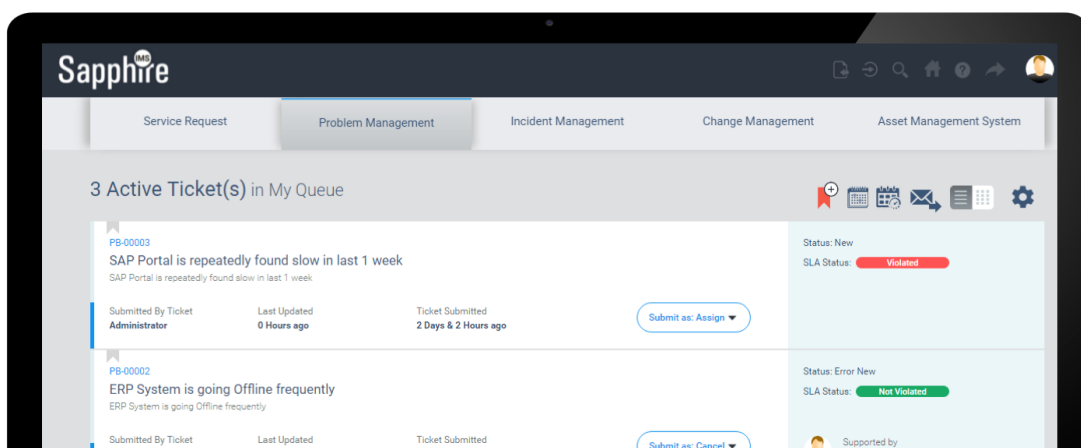 Sapphire IMS
Service Request
Problem Management
Incident Management
Change Management
Asset Management System
3 Active Ticket(s) in My Queue
PB-00003
SAP Portal is repeatedly found slow in last 1 week
SAP Portal is repeatedly found slow in last 1 week
Submitted By Ticket
Administrator
Last Updated
0 Hours ago
Ticket Submitted
2 Days & 2 Hours ago
Submit as: Assign
Status: New
SLA Status: Violated
PB-00002
ERP System is going Offline frequently
ERP System is going Offline frequently
Submitted By Ticket
Last Updated
Ticket Submitted
Submit as: Cancel
Status: Error New
SLA Status: Not Violated
Supported by